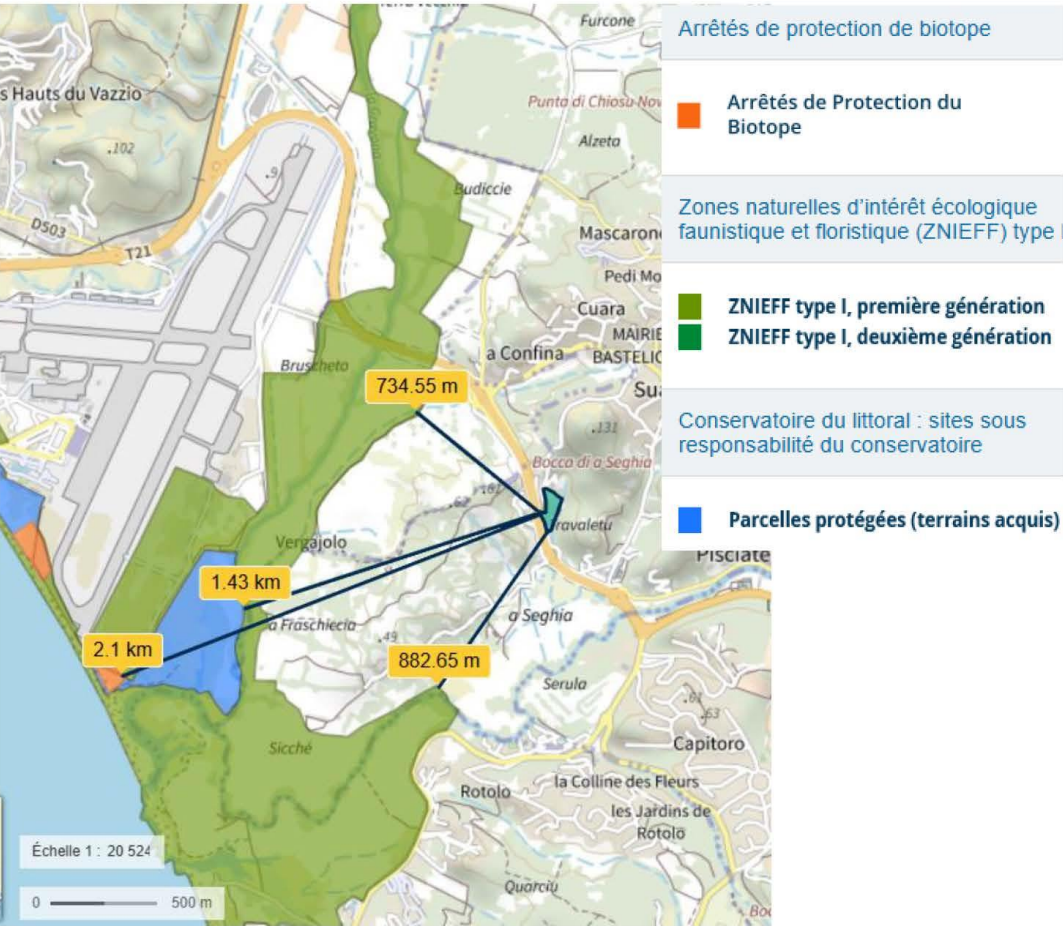 Furcone
s Hauts du Vazzio
Punta di Chiosu Nov
.102
Alzeta
.9
Budiccie
D503
T21
Mascaron
Pedi Mo
Cuara
MAIRIE
a Confina
BASTELIC
Bruscheto
734.55 m
.131
Bocca di a Seghia
ravaletu
Vergajolo
1.43 km
Pisciate
a Fraschiecia
a Seghia
.49
2.1 km
882.65 m
Serula
.63
Sicché
Capitoro
Rotolo
la Colline des Fleurs
les Jardins de
Rotolo
Échelle 1 : 20 524
0
500 m
Quarciu
Arrêtés de protection de biotope
Arrêtés de Protection du
Biotope
Zones naturelles d'intérêt écologique
faunistique et floristique (ZNIEFF) type I
ZNIEFF type I, première génération
ZNIEFF type I, deuxième génération
Conservatoire du littoral : sites sous
responsabilité du conservatoire
Parcelles protégées (terrains acquis)